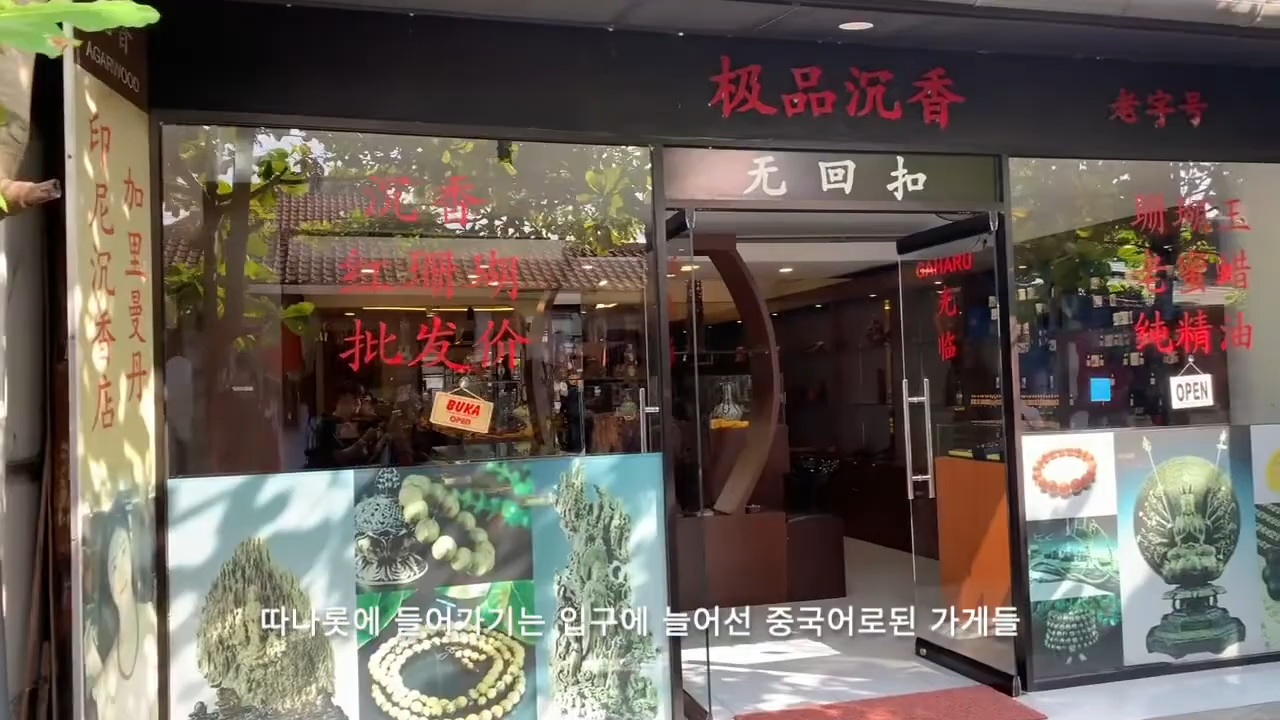 AGARWOOD
印尼沉香店
加里曼丹
极品沉香
老字号
无回扣
沉香
红珊瑚
批发价
BUKA
OPEN
GAHARU
珊瑚玉
老蜜蜡
纯精油
OPEN
따나롯에 들어가기는 입구에 늘어선 중국어로된 가게들